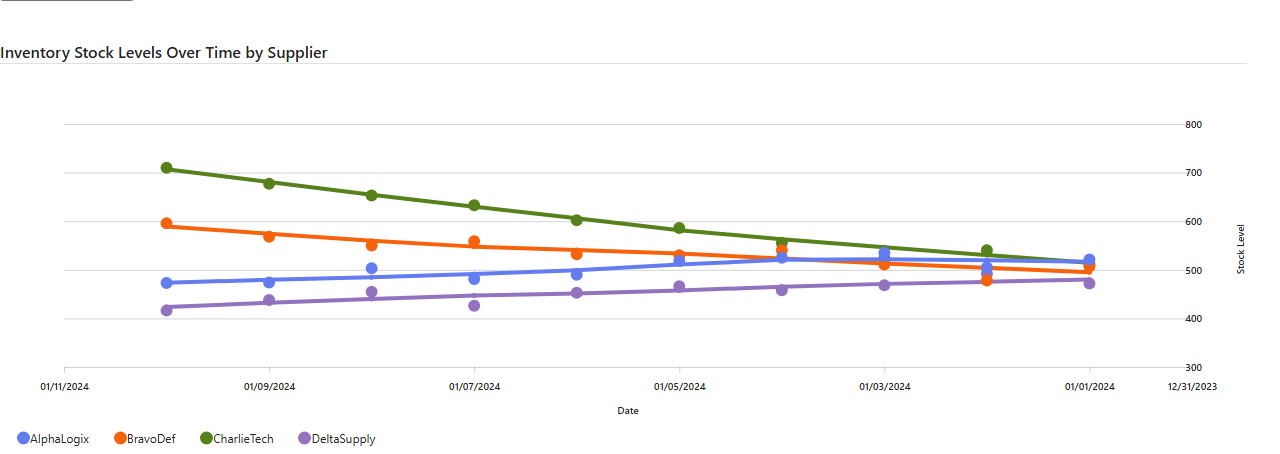 Inventory Stock Levels Over Time by Supplier
800
700
600
500
400
300
Stock Level
01/11/2024 01/09/2024 01/07/2024 01/05/2024 01/03/2024 01/01/2024 12/31/2023
Date
AlphaLogix BravoDef CharlieTech DeltaSupply